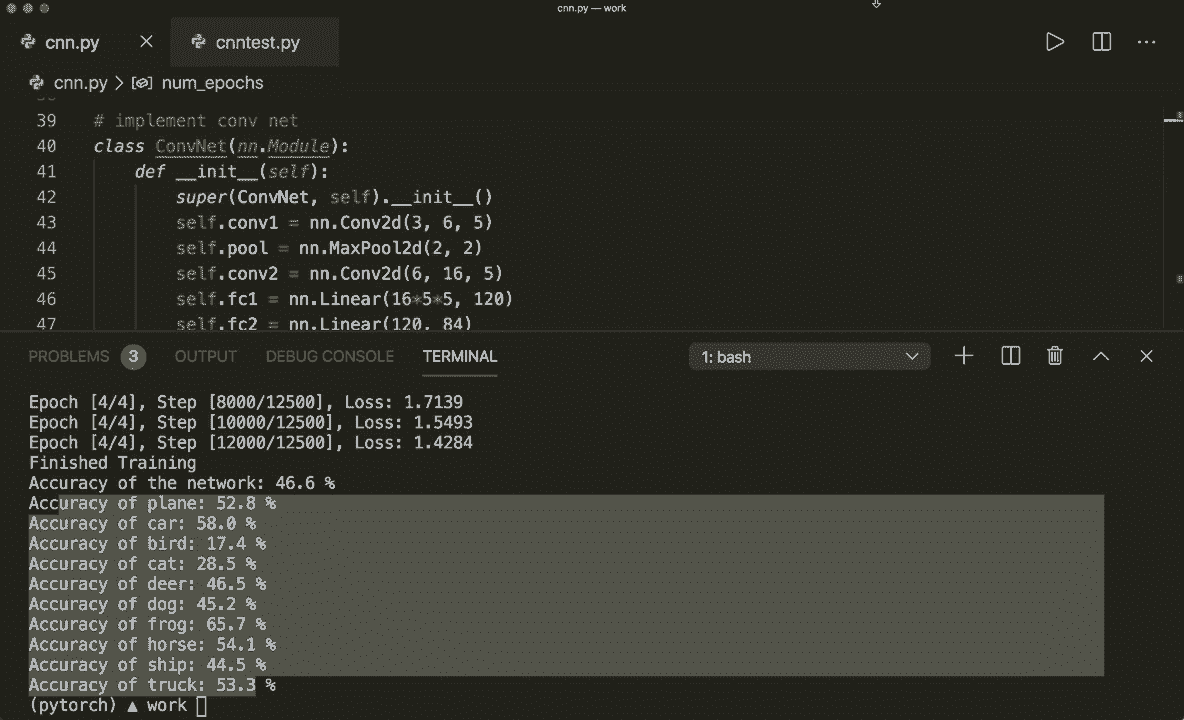 cnn.py — work
cnn.py cnntest.py
cnn.py > num_epochs
39 # implement conv net
40 class ConvNet(nn.Module):
41 def __init__(self):
42 super(ConvNet, self).__init__()
43 self.conv1 = nn.Conv2d(3, 6, 5)
44 self.pool = nn.MaxPool2d(2, 2)
45 self.conv2 = nn.Conv2d(6, 16, 5)
46 self.fc1 = nn.Linear(16*5*5, 120)
47 self.fc2 = nn.Linear(120, 84)
PROBLEMS 3 OUTPUT DEBUG CONSOLE TERMINAL 1: bash
Epoch [4/4], Step [8000/12500], Loss: 1.7139
Epoch [4/4], Step [10000/12500], Loss: 1.5493
Epoch [4/4], Step [12000/12500], Loss: 1.4284
Finished Training
Accuracy of the network: 46.6 %
Accuracy of plane: 52.8 %
Accuracy of car: 58.0 %
Accuracy of bird: 17.4 %
Accuracy of cat: 28.5 %
Accuracy of deer: 46.5 %
Accuracy of dog: 45.2 %
Accuracy of frog: 65.7 %
Accuracy of horse: 54.1 %
Accuracy of ship: 44.5 %
Accuracy of truck: 53.3 %
(pytorch) ▲ work